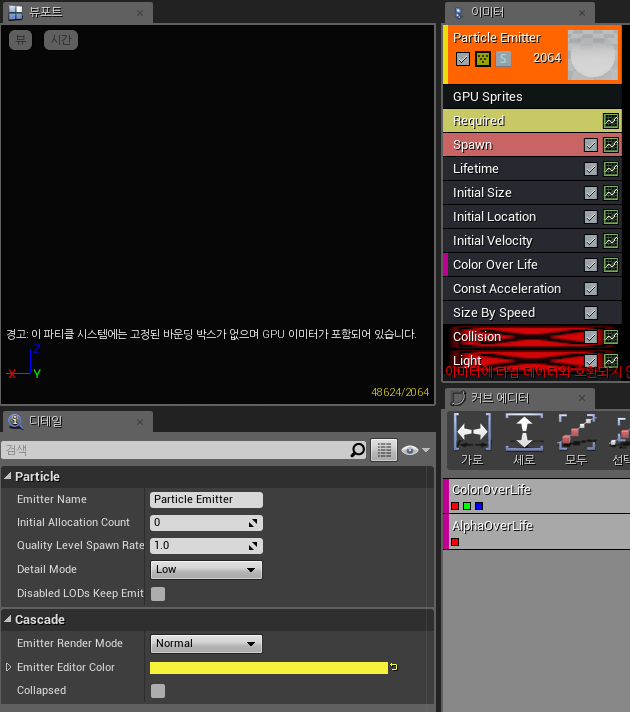 뷰포트
뷰
시간
경고: 이 파티클 시스템에는 고정된 바운딩 박스가 없으며 GPU 이미터가 포함되어 있습니다.
Z
X
Y
48624/2064
디테일
검색
Particle
Emitter Name
Particle Emitter
Initial Allocation Count
0
Quality Level Spawn Rate
1.0
Detail Mode
Low
Disabled LODs Keep Emit
Cascade
Emitter Render Mode
Normal
Emitter Editor Color
Collapsed
이미터
Particle Emitter
S
2064
GPU Sprites
Required
Spawn
Lifetime
Initial Size
Initial Location
Initial Velocity
Color Over Life
Const Acceleration
Size By Speed
Collision
Light
이미터에 타입 데이터와 호환되지
커브 에디터
가로
세로
모두
선택
ColorOverLife
AlphaOverLife